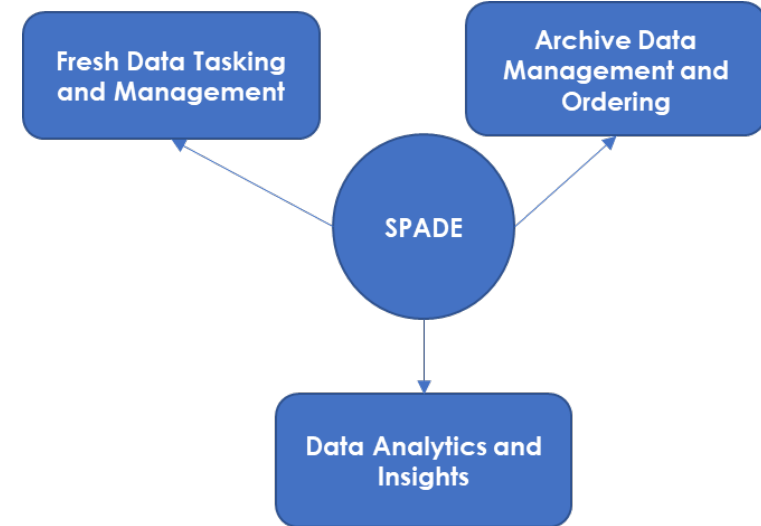 Fresh Data Tasking
and Management
Archive Data
Management and
Ordering
SPADE
Data Analytics and
Insights